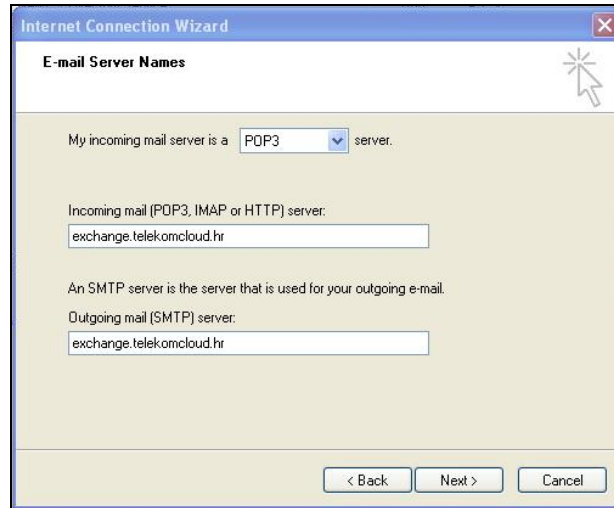 Internet Connection Wizard
E-mail Server Names
My incoming mail server is a POP3 server.
Incoming mail (POP3, IMAP or HTTP) server:
exchange.telekomcloud.hr
An SMTP server is the server that is used for your outgoing e-mail.
Outgoing mail (SMTP) server:
exchange.telekomcloud.hr
< Back Next > Cancel